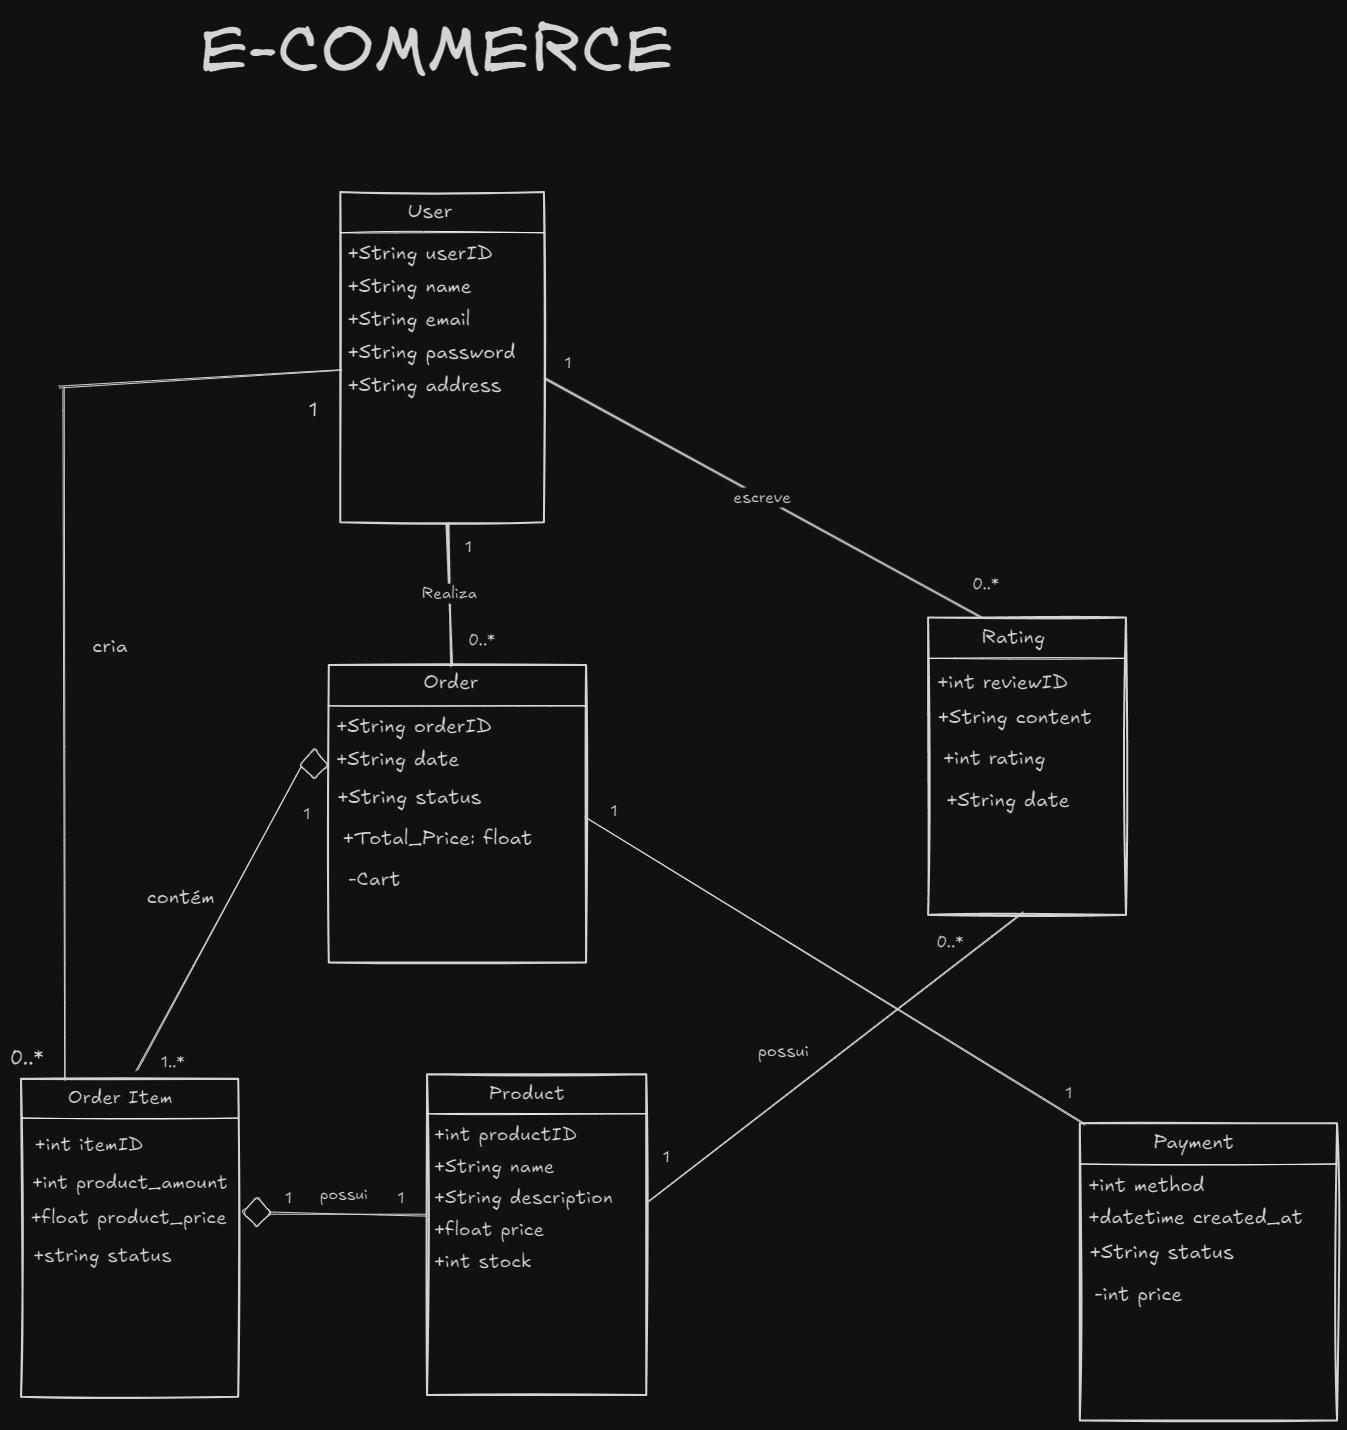 E-COMMERCE
User
+String userID
+String name
+String email
+String password
+String address
1
1
escreve
0..*
1
Realiza
0..*
cria
Order
+String orderID
+String date
+String status
+Total_Price: float
-Cart
1
1
contém
Rating
+int reviewID
+String content
+int rating
+String date
0..*
possui
1
1
0..*
1..*
Order Item
+int itemID
+int product_amount
+float product_price
+string status
1
possui
1
Product
+int productID
+String name
+String description
+float price
+int stock
Payment
+int method
+datetime created_at
+String status
-int price